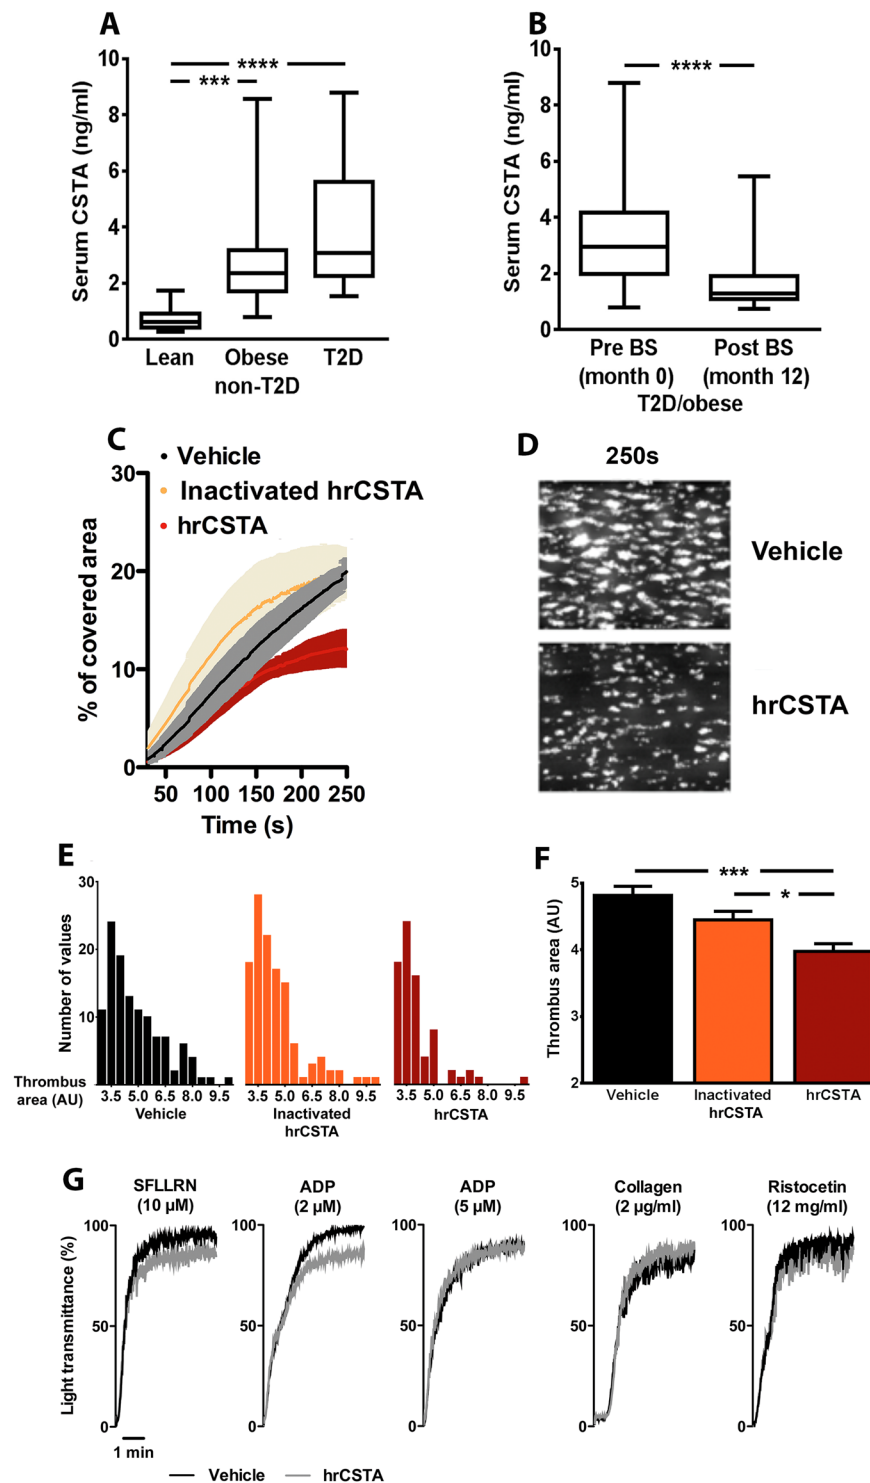 A
B
Serum CSTA (ng/ml)
10
8
6
4
2
0
****
***
Lean
Obese
non-T2D
T2D
Serum CSTA (ng/ml)
10
8
6
4
2
0
****
Pre BS
(month 0)
Post BS
(month 12)
T2D/obese
C
Vehicle
Inactivated hrCSTA
hrCSTA
% of covered area
30
20
10
0
50 100 150 200 250
Time (s)
D
250s
Vehicle
hrCSTA
E
Number of values
30
20
10
Thrombus
area (AU)
3.5 5.0 6.5 8.0 9.5
Vehicle
3.5 5.0 6.5 8.0 9.5
Inactivated
hrCSTA
3.5 5.0 6.5 8.0 9.5
hrCSTA
F
Thrombus area (AU)
5
4
3
2
***
*
Vehicle
Inactivated
hrCSTA
hrCSTA
G
Light transmittance (%)
SFLLRN
(10 µM)
100
50
0
1 min
ADP
(2 µM)
100
50
0
ADP
(5 µM)
100
50
0
Collagen
(2 µg/ml)
100
50
0
Ristocetin
(12 mg/ml)
100
50
0
Vehicle hrCSTA